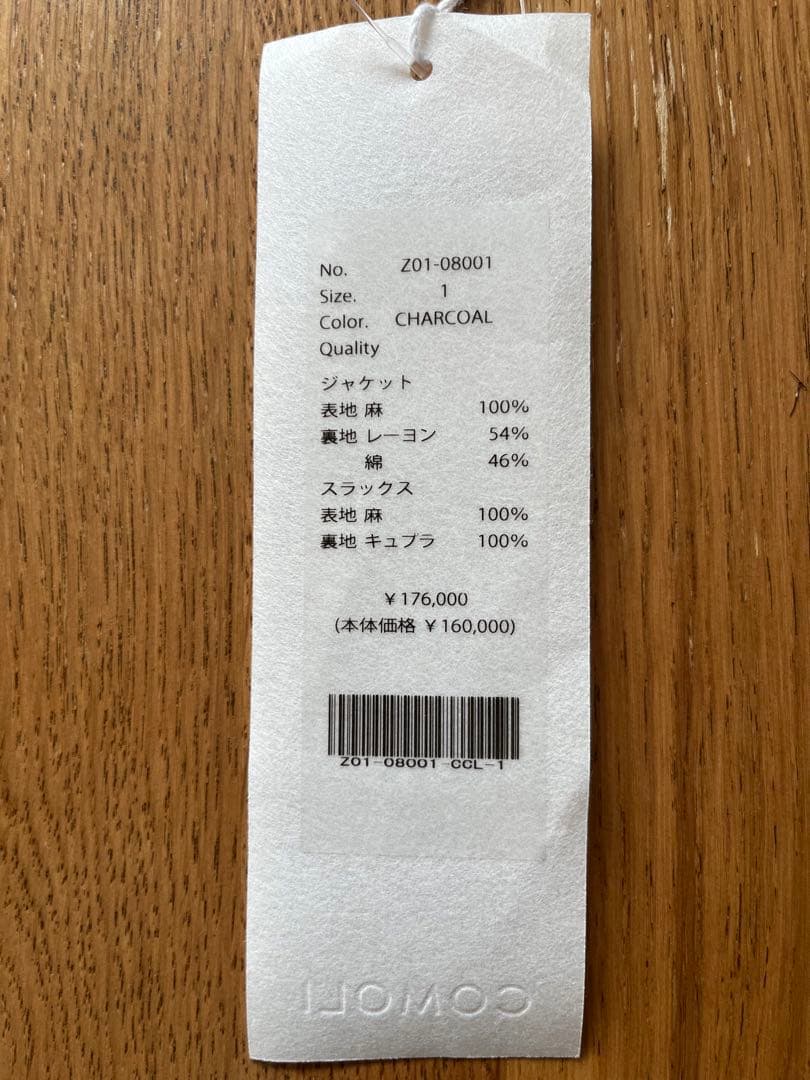 No. Z01-08001
Size. 1
Color. CHARCOAL
Quality
ジャケット
表地 麻 100%
裏地 レーヨン 54%
綿 46%
スラックス
表地 麻 100%
裏地 キュプラ 100%
¥176,000
(本体価格 ¥160,000)
Z01-08001-CCL-1
COMOLI